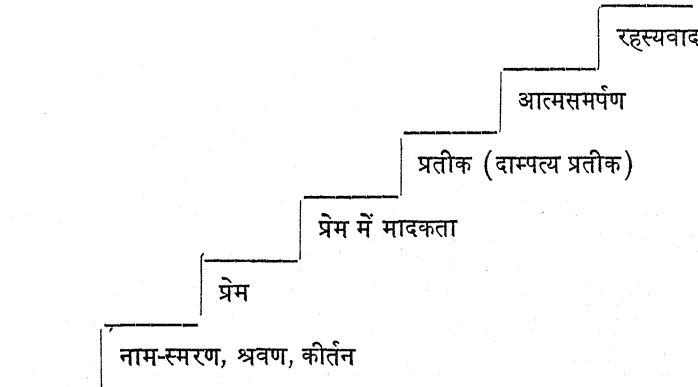 रहस्यवाद
आत्मसमर्पण
प्रतीक (दाम्पत्य प्रतीक)
प्रेम में मादकता
प्रेम
नाम-स्मरण, श्रवण, कीर्तन